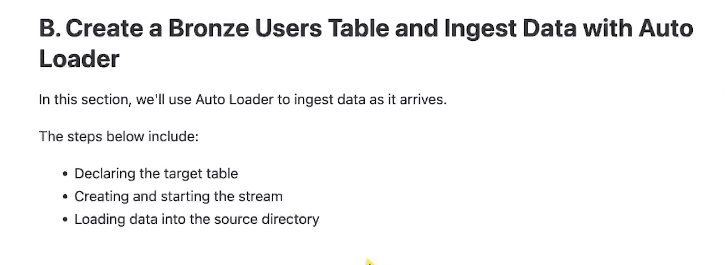 B. Create a Bronze Users Table and Ingest Data with Auto
Loader
In this section, we'll use Auto Loader to ingest data as it arrives.
The steps below include:
• Declaring the target table
• Creating and starting the stream
• Loading data into the source directory